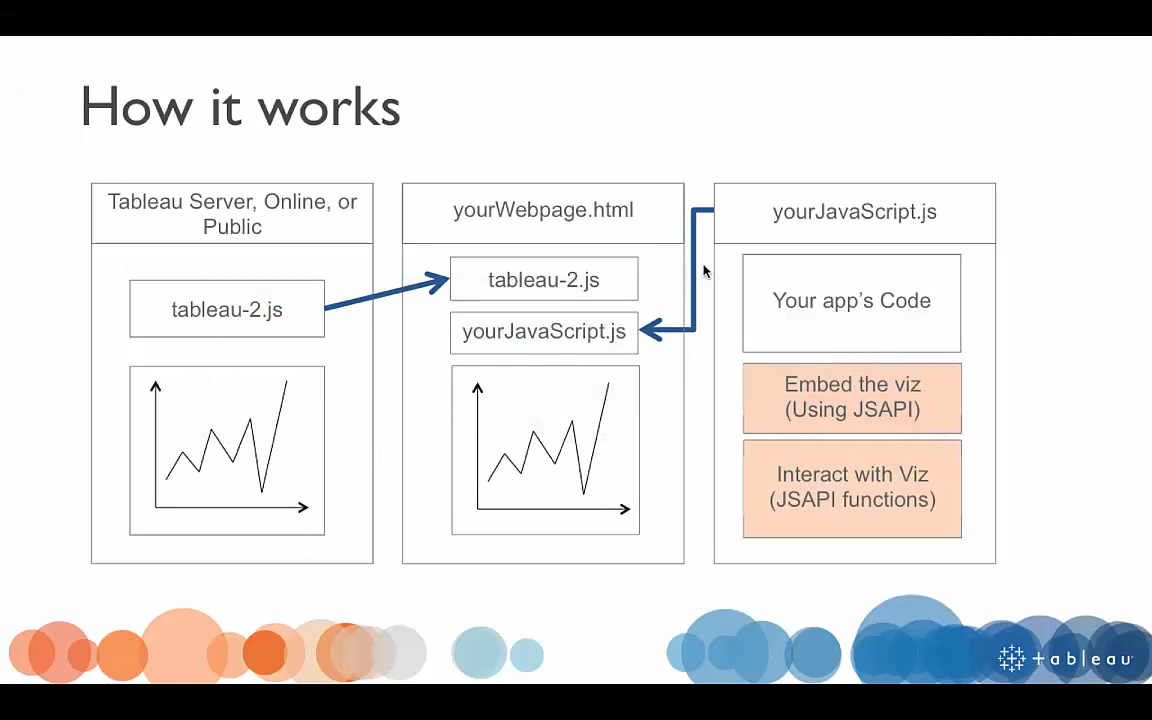 How it works
Tableau Server, Online, or
Public
tableau-2.js
yourWebpage.html
tableau-2.js
yourJavaScript.js
yourJavaScript.js
Your app's Code
Embed the viz
(Using JSAPI)
Interact with Viz
(JSAPI functions)
+ableau